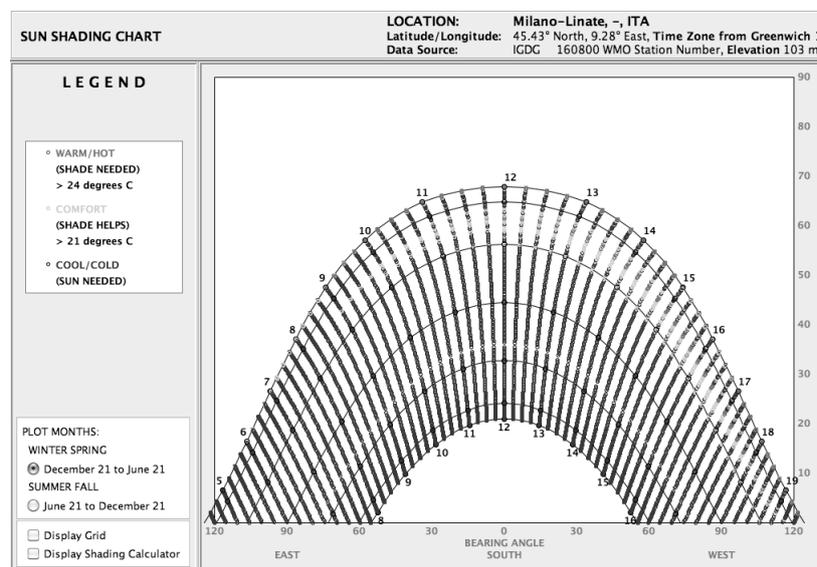 SUN SHADING CHART
LOCATION: Milano-Linate, -, ITA
Latitude/Longitude: 45.43° North, 9.28° East, Time Zone from Greenwich
Data Source: IGDG 160800 WMO Station Number, Elevation 103 m
LEGEND
WARM/HOT
(SHADE NEEDED)
> 24 degrees C
COMFORT
(SHADE HELPS)
> 21 degrees C
COOL/COLD
(SUN NEEDED)
PLOT MONTHS:
WINTER SPRING
December 21 to June 21
SUMMER FALL
June 21 to December 21
Display Grid
Display Shading Calculator
90
80
70
60
50
40
30
20
10
12
11 13
10 14
9 15
8 16
7 17
6 18
5 19
12
11 13
10 14
9 15
8 16
120 90 60 30 0 30 60 90 120
BEARING ANGLE
EAST SOUTH WEST